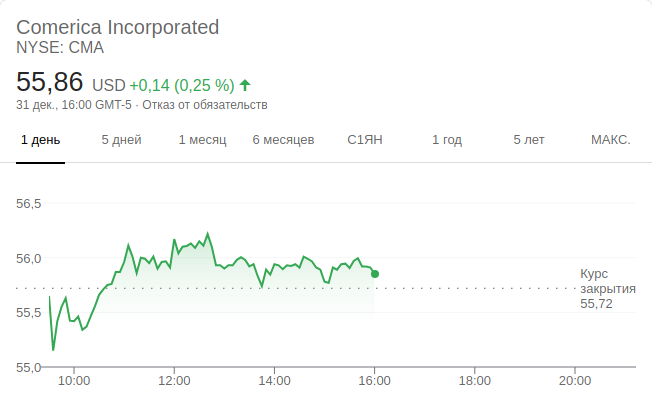 Comerica Incorporated
NYSE: CMA
55,86 USD +0,14 (0,25 %)
31 дек., 16:00 GMT-5 · Отказ от обязательств
1 день 5 дней 1 месяц 6 месяцев С1ЯН 1 год 5 лет МАКС.
56,5
56,0
Курс
закрытия
55,72
55,5
55,0
10:00 12:00 14:00 16:00 18:00 20:00